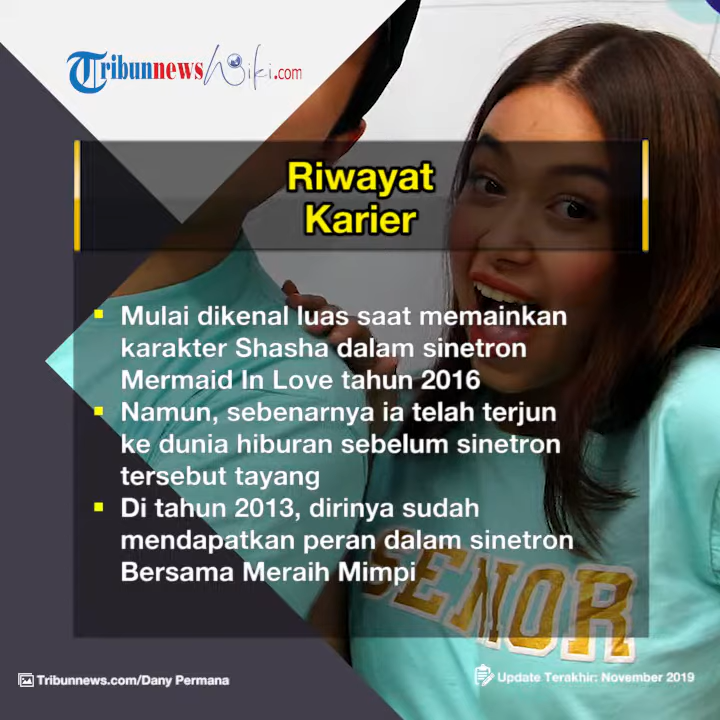 TribunnewsWiki.com
Riwayat
Karier
Mulai dikenal luas saat memainkan
karakter Shasha dalam sinetron
Mermaid In Love tahun 2016
Namun, sebenarnya ia telah terjun
ke dunia hiburan sebelum sinetron
tersebut tayang
Di tahun 2013, dirinya sudah
mendapatkan peran dalam sinetron
Bersama Meraih Mimpi
SENIOR
Tribunnews.com/Dany Permana
Update Terakhir: November 2019